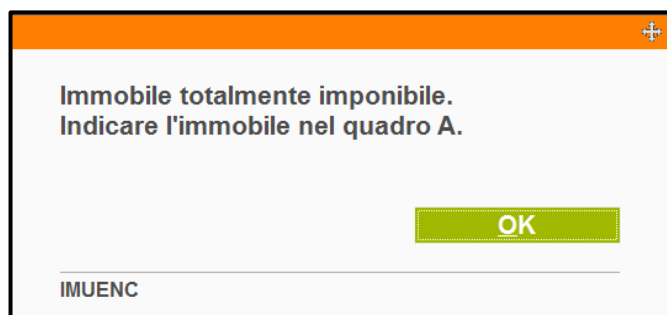 Immobile totalmente imponibile.
Indicare l'immobile nel quadro A.
OK
IMUENC